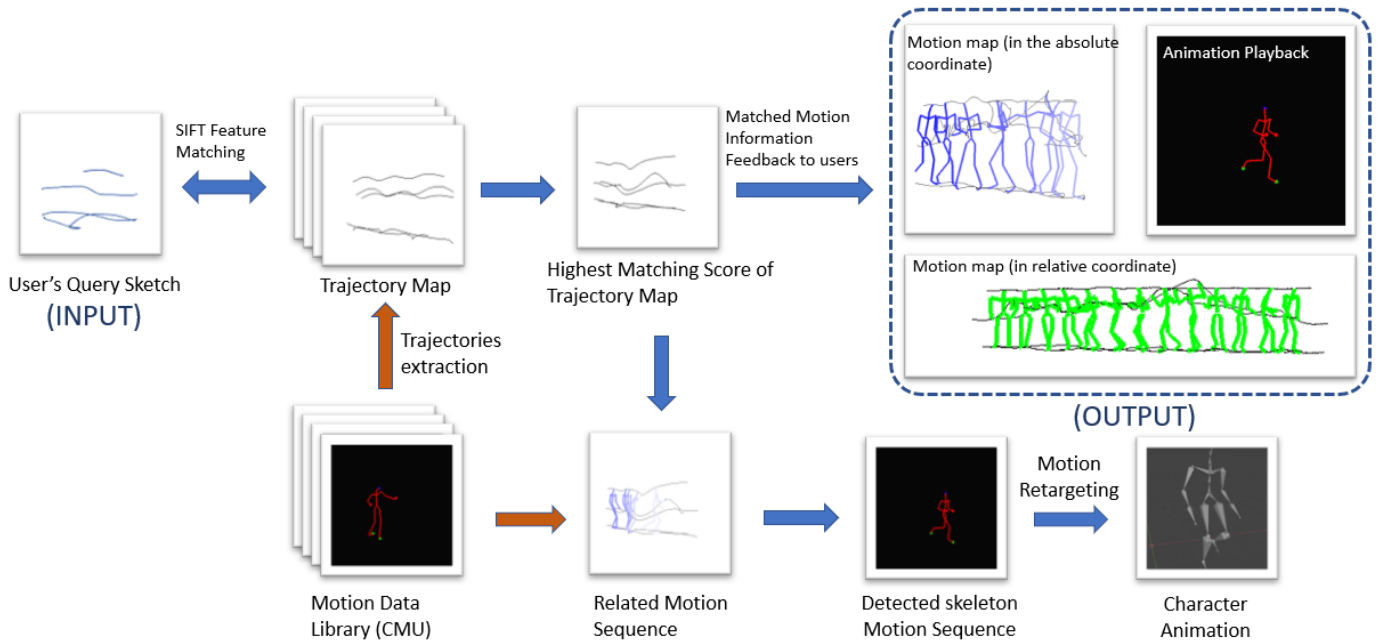 Motion map (in the absolute
coordinate)
Animation Playback
SIFT Feature
Matching
Matched Motion
Information
Feedback to users
User's Query Sketch
(INPUT)
Trajectory Map
Highest Matching Score of
Trajectory Map
Motion map (in relative coordinate)
Trajectories
extraction
(OUTPUT)
Motion
Retargeting
Motion Data
Library (CMU)
Related Motion
Sequence
Detected skeleton
Motion Sequence
Character
Animation